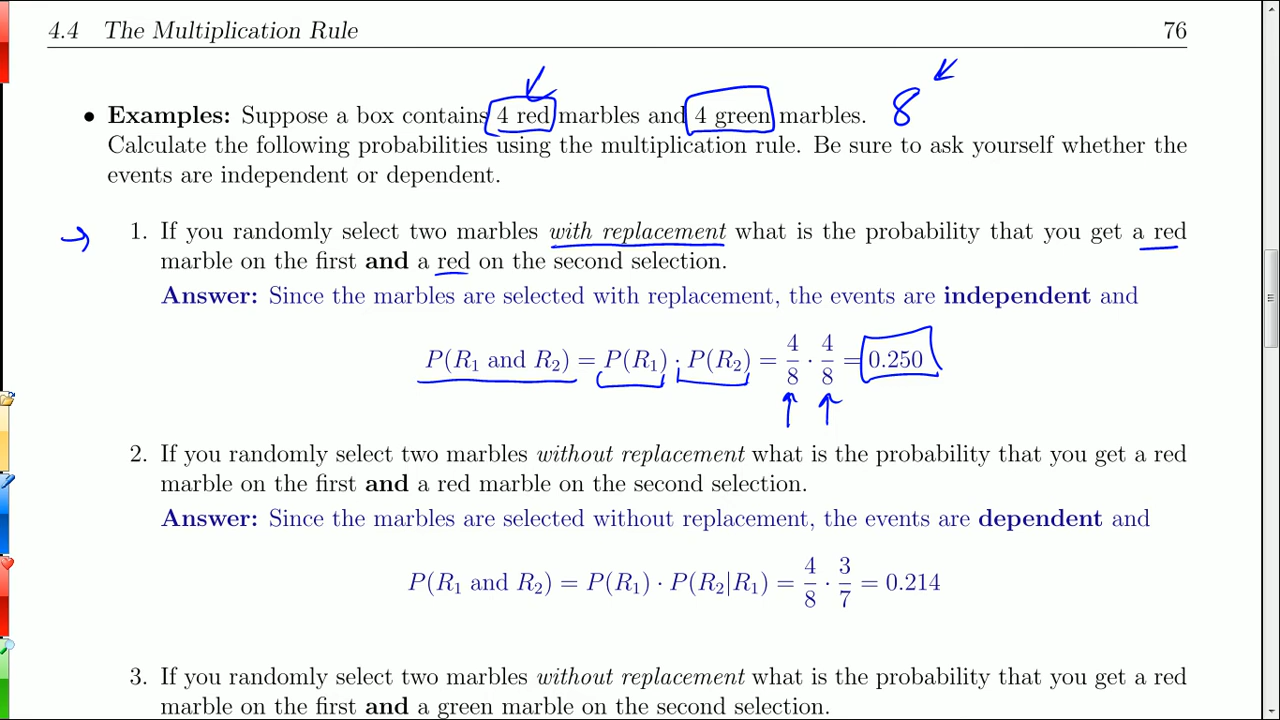 4.4 The Multiplication Rule 76
• Examples: Suppose a box contains 4 red marbles and 4 green marbles. 8
Calculate the following probabilities using the multiplication rule. Be sure to ask yourself whether the
events are independent or dependent.
1. If you randomly select two marbles with replacement what is the probability that you get a red
marble on the first and a red on the second selection.
Answer: Since the marbles are selected with replacement, the events are independent and
P(R₁ and R₂) = P(R₁) · P(R₂) = 4/8 · 4/8 = 0.250
2. If you randomly select two marbles without replacement what is the probability that you get a red
marble on the first and a red marble on the second selection.
Answer: Since the marbles are selected without replacement, the events are dependent and
P(R₁ and R₂) = P(R₁) · P(R₂|R₁) = 4/8 · 3/7 = 0.214
3. If you randomly select two marbles without replacement what is the probability that you get a red
marble on the first and a green marble on the second selection.